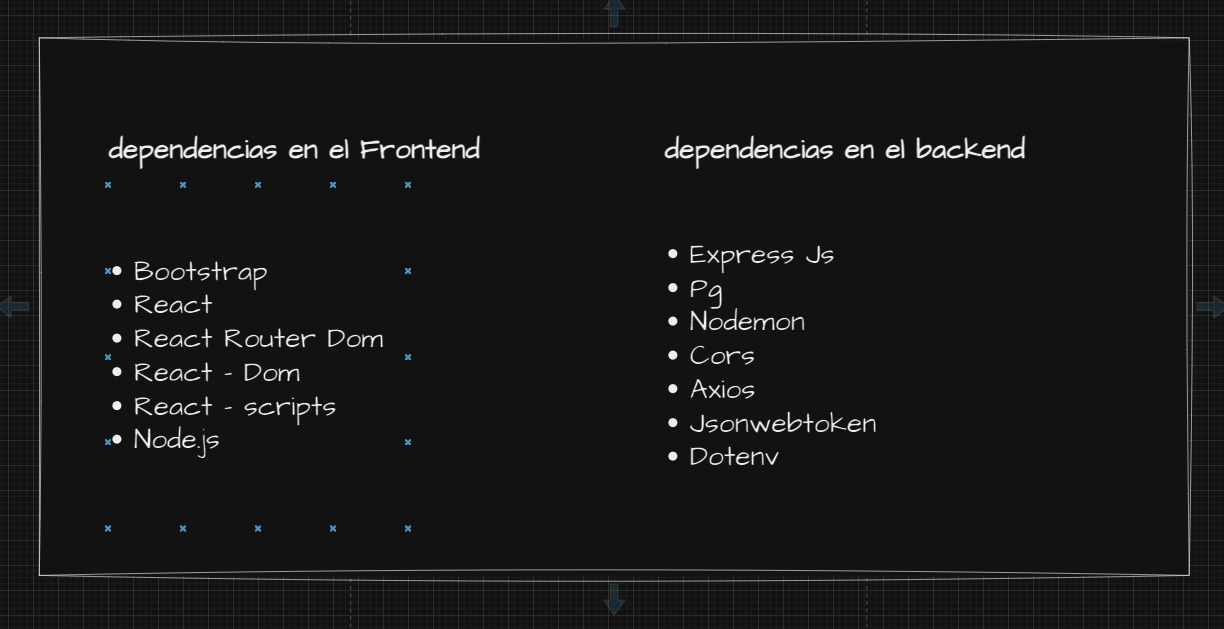 dependencias en el Frontend
• Bootstrap
• React
• React Router Dom
• React - Dom
• React - scripts
• Node.js
dependencias en el backend
• Express Js
• Pg
• Nodemon
• Cors
• Axios
• Jsonwebtoken
• Dotenv